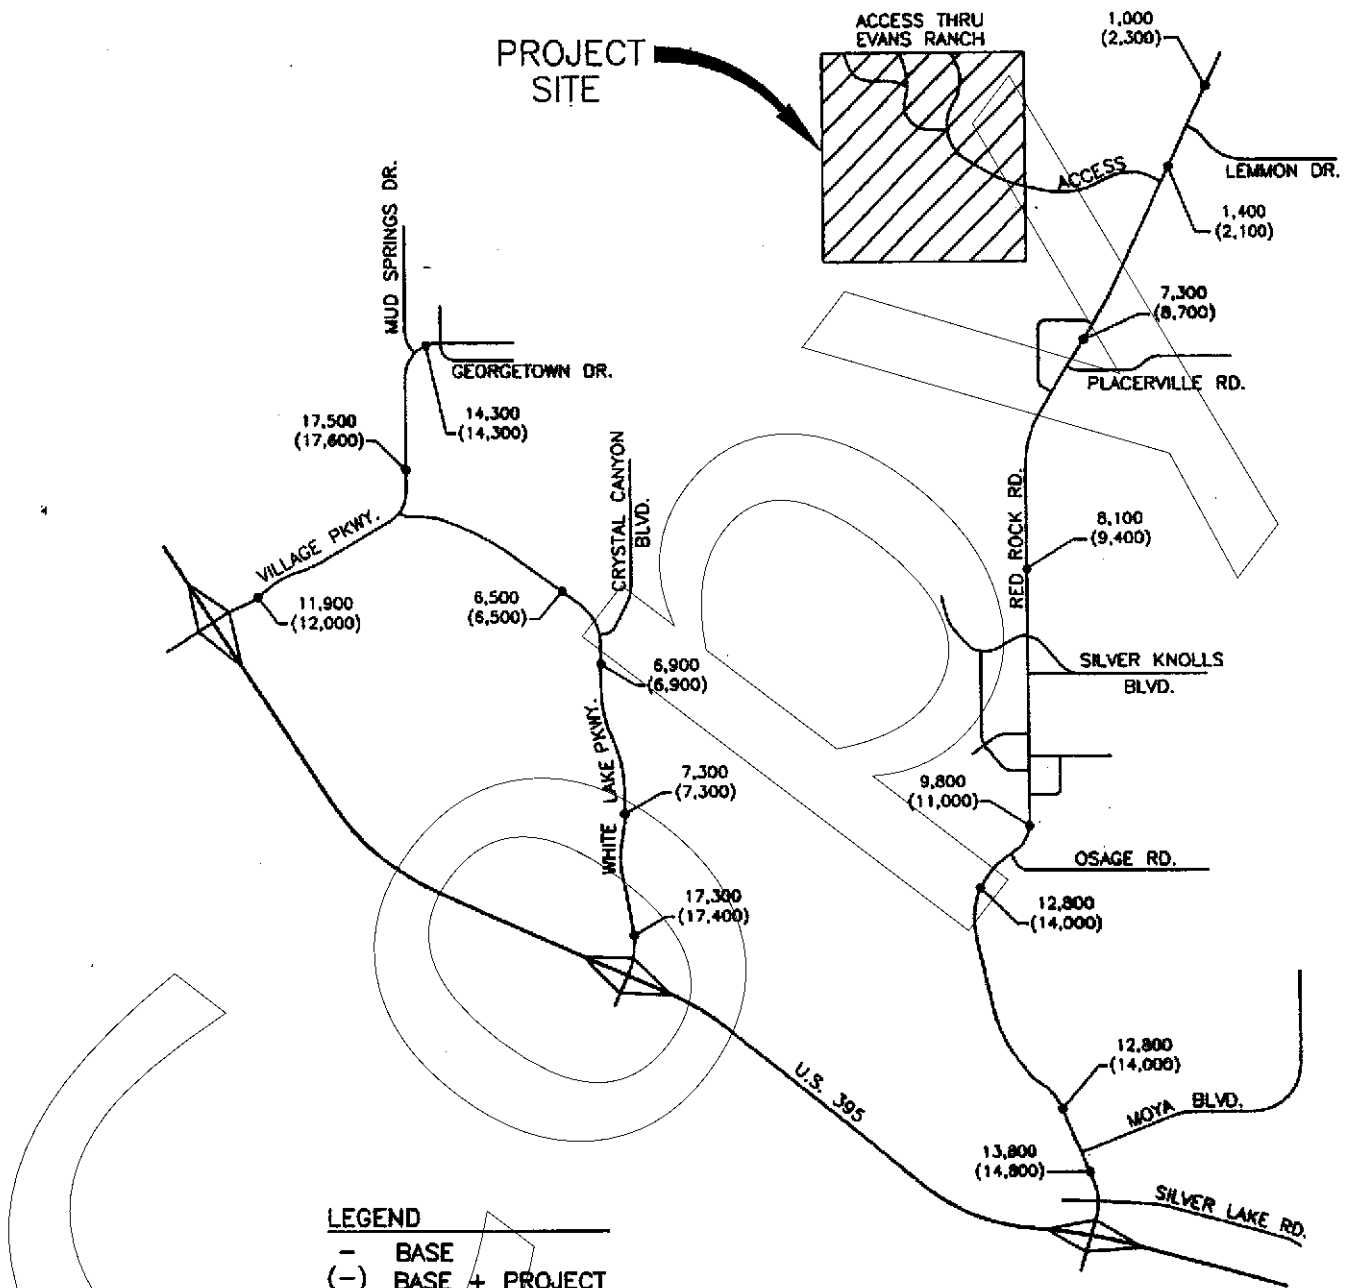 ACCESS THRU
EVANS RANCH
1,000
(2,300)
PROJECT
SITE
ACCESS
LEMMON DR.
1,400
(2,100)
MUD SPRINGS DR.
7,300
(8,700)
GEORGETOWN DR.
PLACERVILLE RD.
14,300
(14,300)
17,500
(17,600)
CRYSTAL CANYON
BLVD.
RED ROCK RD.
8,100
(9,400)
VILLAGE PKWY.
11,900
(12,000)
6,500
(6,500)
6,900
(6,900)
SILVER KNOLLS
BLVD.
WHITE LAKE PKWY.
7,300
(7,300)
9,800
(11,000)
OSAGE RD.
17,300
(17,400)
12,800
(14,000)
12,800
(14,000)
U.S. 395
MOYA BLVD.
13,800
(14,800)
SILVER LAKE RD.
LEGEND
- BASE
(-) BASE + PROJECT
COPY